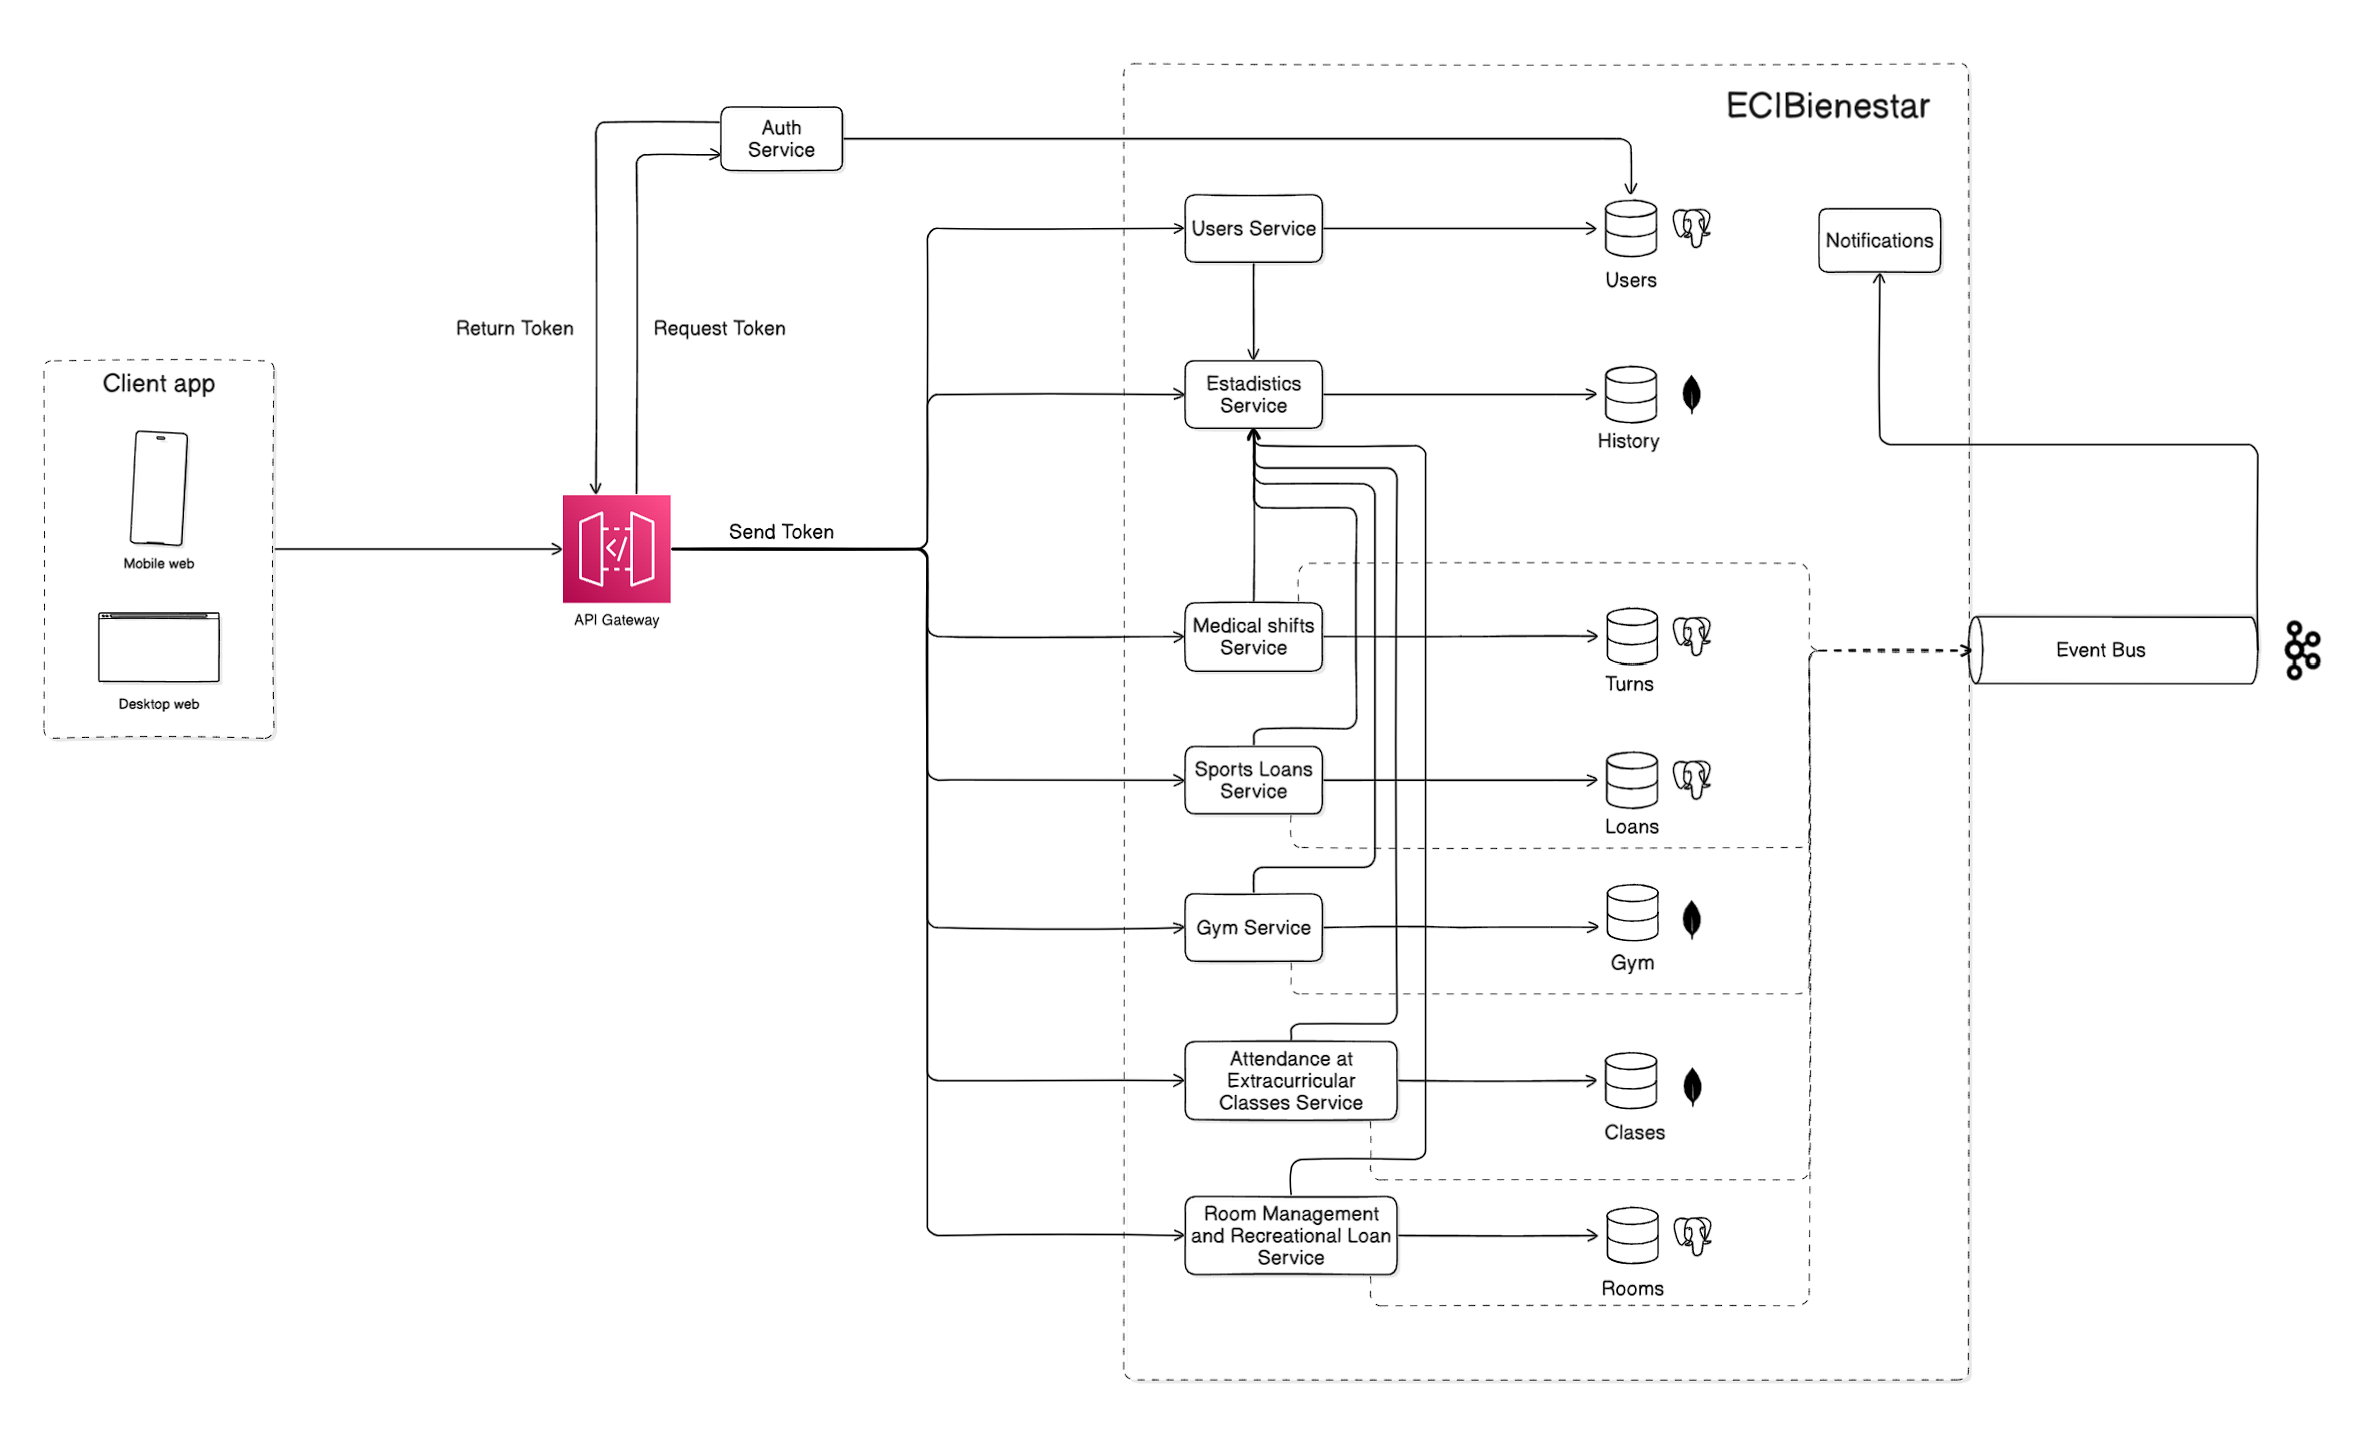 ECIBienestar
Auth
Service
Users Service
Users
Notifications
Return Token
Request Token
Client app
Mobile web
Desktop web
API Gateway
Send Token
Estadistics
Service
History
Medical shifts
Service
Turns
Event Bus
Sports Loans
Service
Loans
Gym Service
Gym
Attendance at
Extracurricular
Classes Service
Clases
Room Management
and Recreational Loan
Service
Rooms